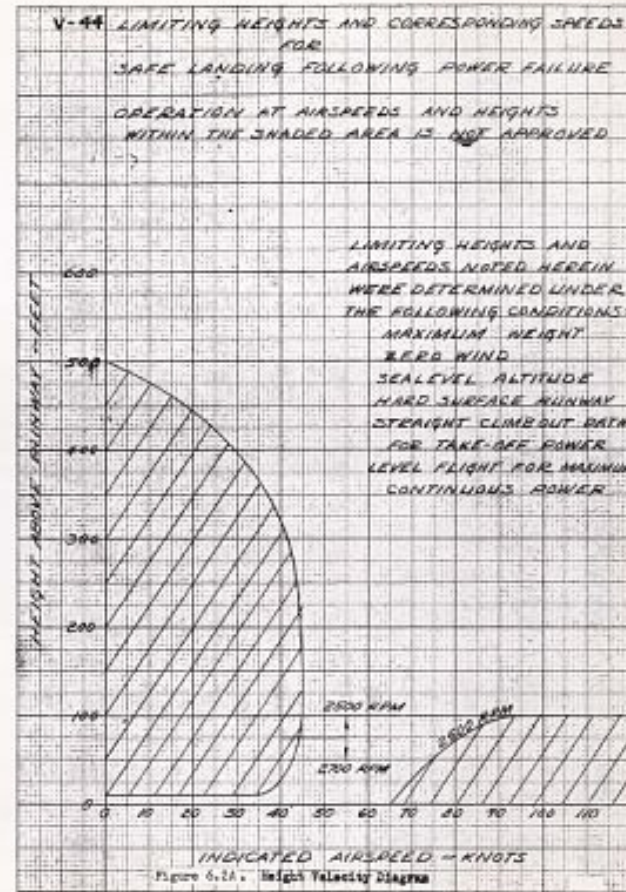 V-44 LIMITING HEIGHTS AND CORRESPONDING SPEEDS
FOR
SAFE LANDING FOLLOWING POWER FAILURE
OPERATION AT AIRSPEEDS AND HEIGHTS
WITHIN THE SHADED AREA IS NOT APPROVED
LIMITING HEIGHTS AND
AIRSPEEDS NOTED HEREIN
WERE DETERMINED UNDER
THE FOLLOWING CONDITIONS:
MAXIMUM WEIGHT
ZERO WIND
SEALEVEL ALTITUDE
HARD SURFACE RUNWAY
STRAIGHT CLIMBOUT PATH
FOR TAKE-OFF POWER
LEVEL FLIGHT FOR MAXIMUM
CONTINUOUS POWER
HEIGHT ABOVE RUNWAY - FEET
600
500
400
300
200
100
0
2500 RPM
2700 RPM
2500 RPM
0 10 20 30 40 50 60 70 80 90 100 110
INDICATED AIRSPEED - KNOTS
Figure 6.2A. Height Velocity Diagram